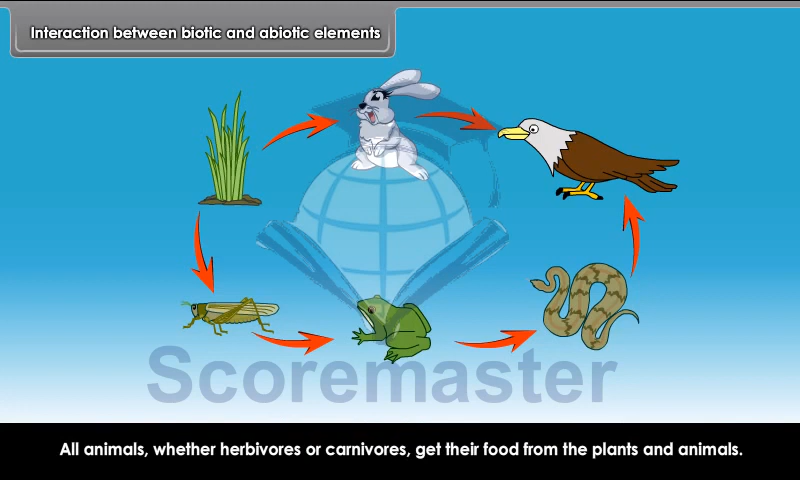 Interaction between biotic and abiotic elements
Scoremaster
All animals, whether herbivores or carnivores, get their food from the plants and animals.